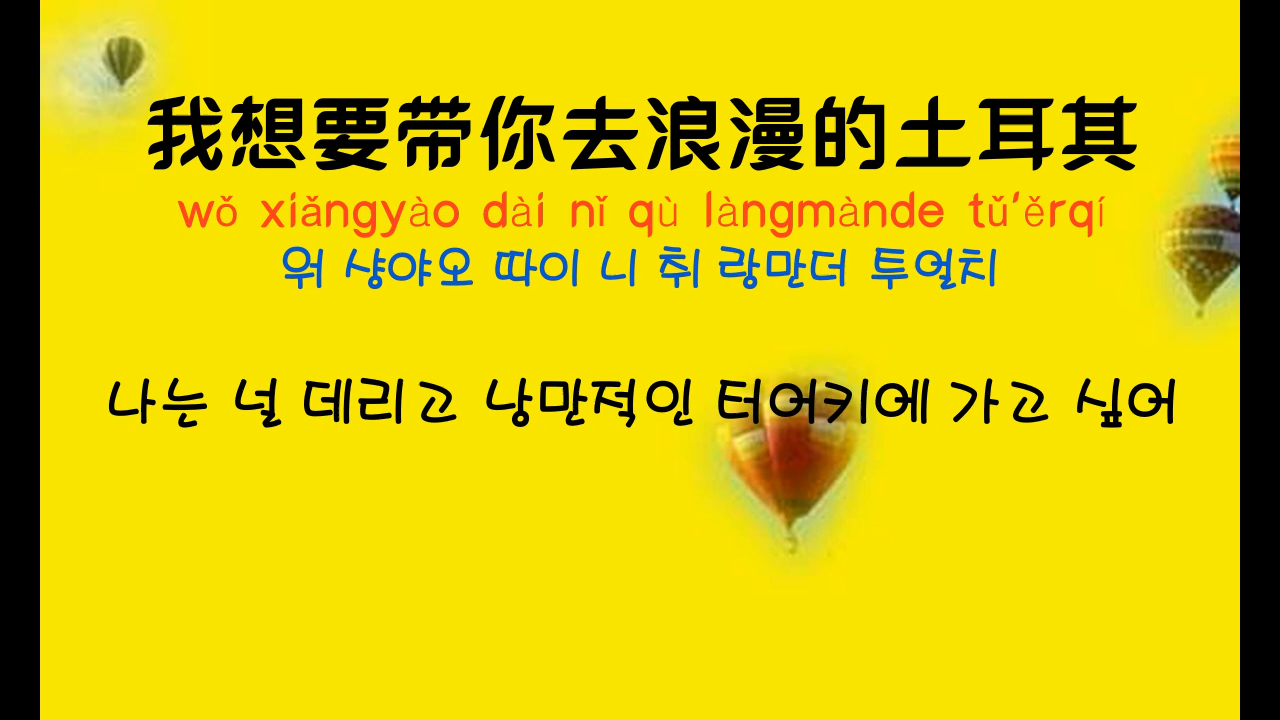 我想要带你去浪漫的土耳其
wǒ xiǎngyào dài nǐ qù làngmànde tǔ'ěrqí
워 샹야오 따이 니 취 랑만더 투얼치
나는 널 데리고 낭만적인 터어키에 가고 싶어